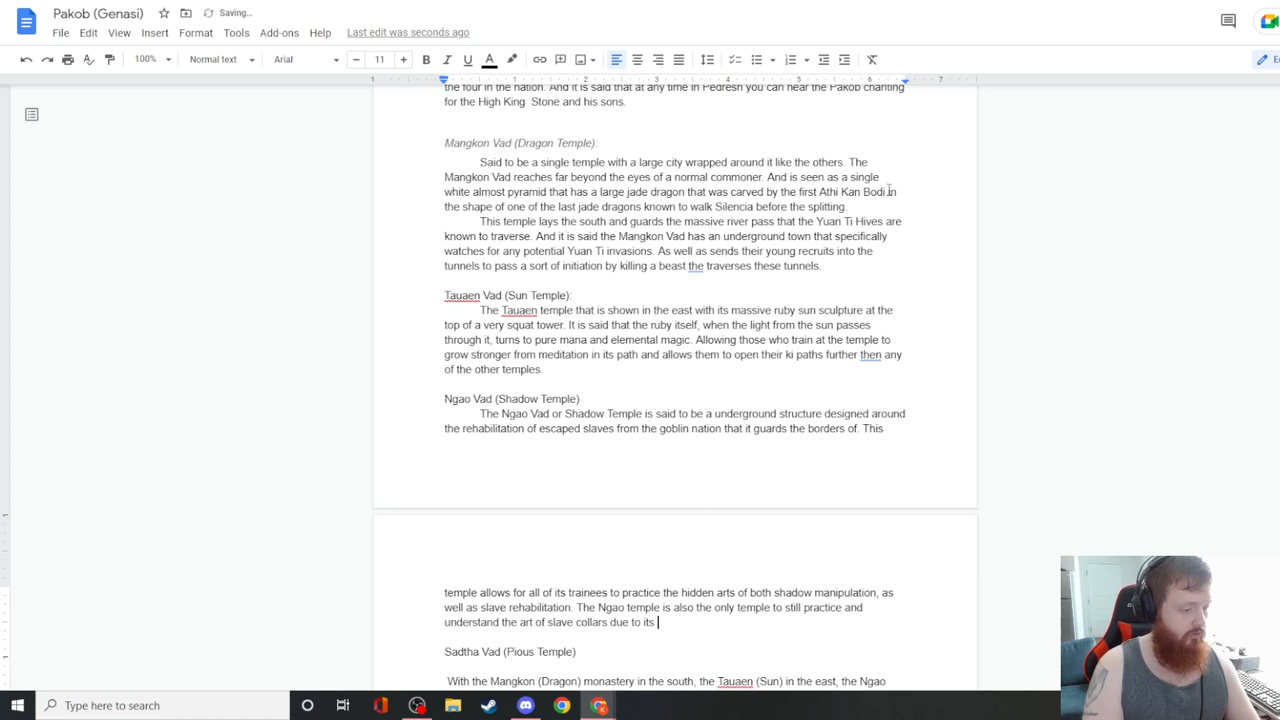 Pakob (Genasi)
Saving...
File Edit View Insert Format Tools Add-ons Help Last edit was seconds ago
100% Normal text Arial 11 B I U A
1 1 2 3 4 5 6 7
the four in the nation. And it is said that at any time in Pedresh you can hear the Pakob chanting
for the High King Stone and his sons.
Mangkon Vad (Dragon Temple):
Said to be a single temple with a large city wrapped around it like the others. The
Mangkon Vad reaches far beyond the eyes of a normal commoner. And is seen as a single
white almost pyramid that has a large jade dragon that was carved by the first Athi Kan Bodi in
the shape of one of the last jade dragons known to walk Silencia before the splitting.
This temple lays the south and guards the massive river pass that the Yuan Ti Hives are
known to traverse. And it is said the Mangkon Vad has an underground town that specifically
watches for any potential Yuan Ti invasions. As well as sends their young recruits into the
tunnels to pass a sort of initiation by killing a beast the traverses these tunnels.
Tauaen Vad (Sun Temple):
The Tauaen temple that is shown in the east with its massive ruby sun sculpture at the
top of a very squat tower. It is said that the ruby itself, when the light from the sun passes
through it, turns to pure mana and elemental magic. Allowing those who train at the temple to
grow stronger from meditation in its path and allows them to open their ki paths further then any
of the other temples.
Ngao Vad (Shadow Temple)
The Ngao Vad or Shadow Temple is said to be a underground structure designed around
the rehabilitation of escaped slaves from the goblin nation that it guards the borders of. This
temple allows for all of its trainees to practice the hidden arts of both shadow manipulation, as
well as slave rehabilitation. The Ngao temple is also the only temple to still practice and
understand the art of slave collars due to its
Sadtha Vad (Pious Temple)
With the Mangkon (Dragon) monastery in the south, the Tauaen (Sun) in the east, the Ngao
Type here to search